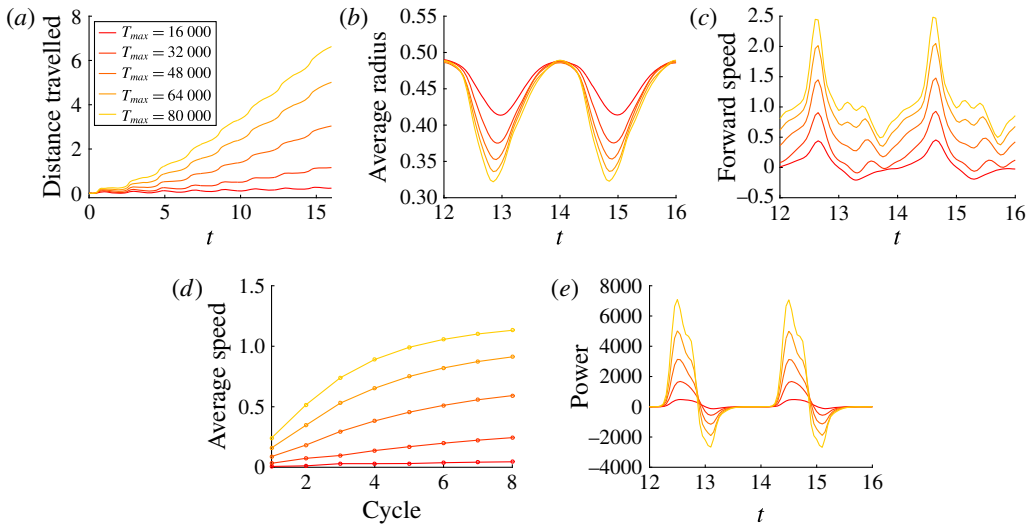 (a)
Distance travelled
8
6
4
2
0
T_max = 16 000
T_max = 32 000
T_max = 48 000
T_max = 64 000
T_max = 80 000
0 5 10 15
t
(b)
Average radius
0.55
0.50
0.45
0.40
0.35
0.30
12 13 14 15 16
t
(c)
Forward speed
2.5
2.0
1.5
1.0
0.5
0
−0.5
12 13 14 15 16
t
(d)
Average speed
1.5
1.0
0.5
0
2 4 6 8
Cycle
(e)
Power
8000
6000
4000
2000
0
−2000
−4000
12 13 14 15 16
t